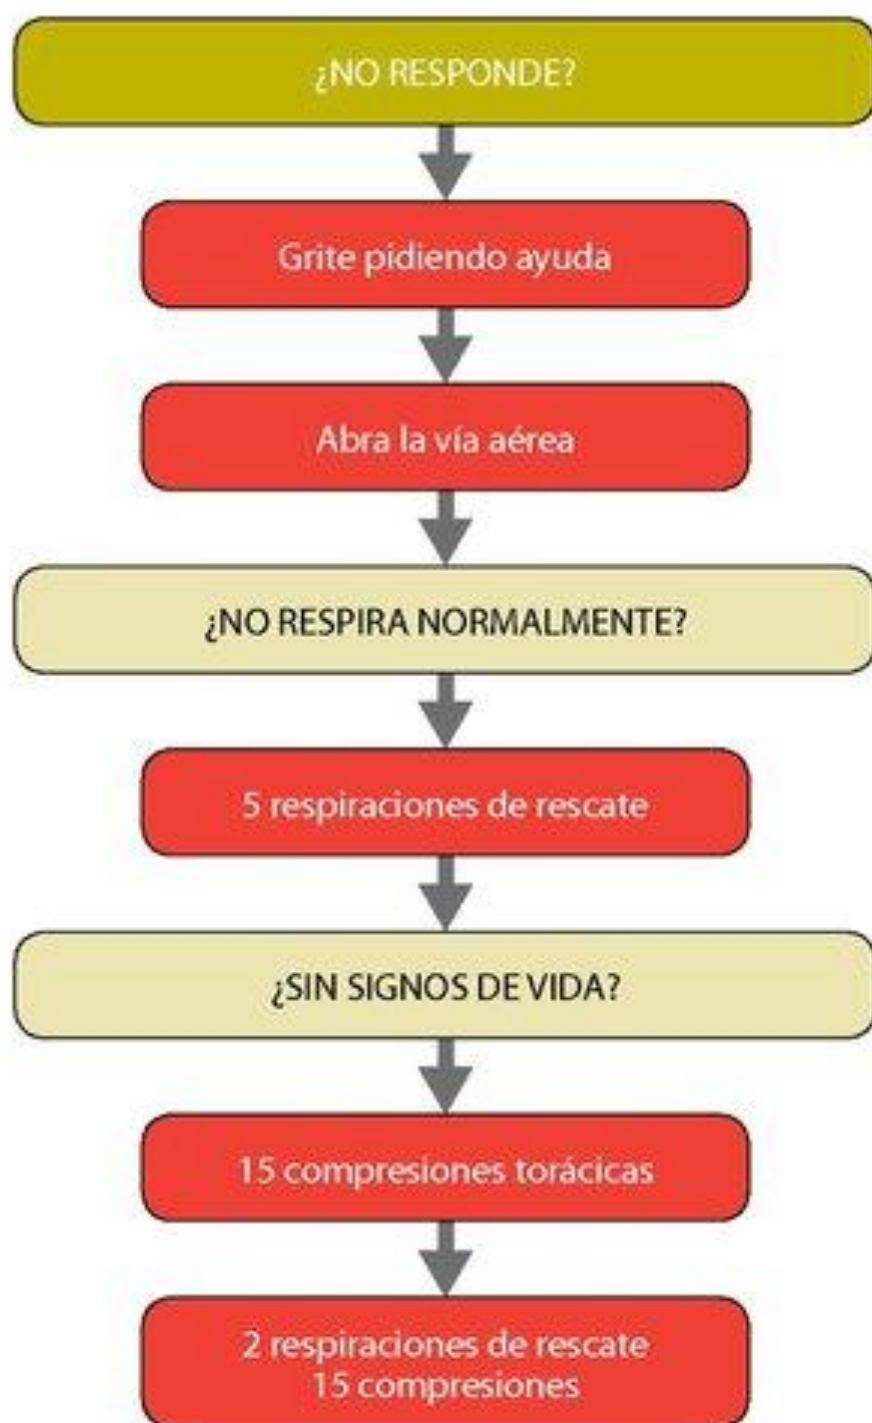 ¿NO RESPONDE?
Grite pidiendo ayuda
Abra la vía aérea
¿NO RESPIRA NORMALMENTE?
5 respiraciones de rescate
¿SIN SIGNOS DE VIDA?
15 compresiones torácicas
2 respiraciones de rescate
15 compresiones